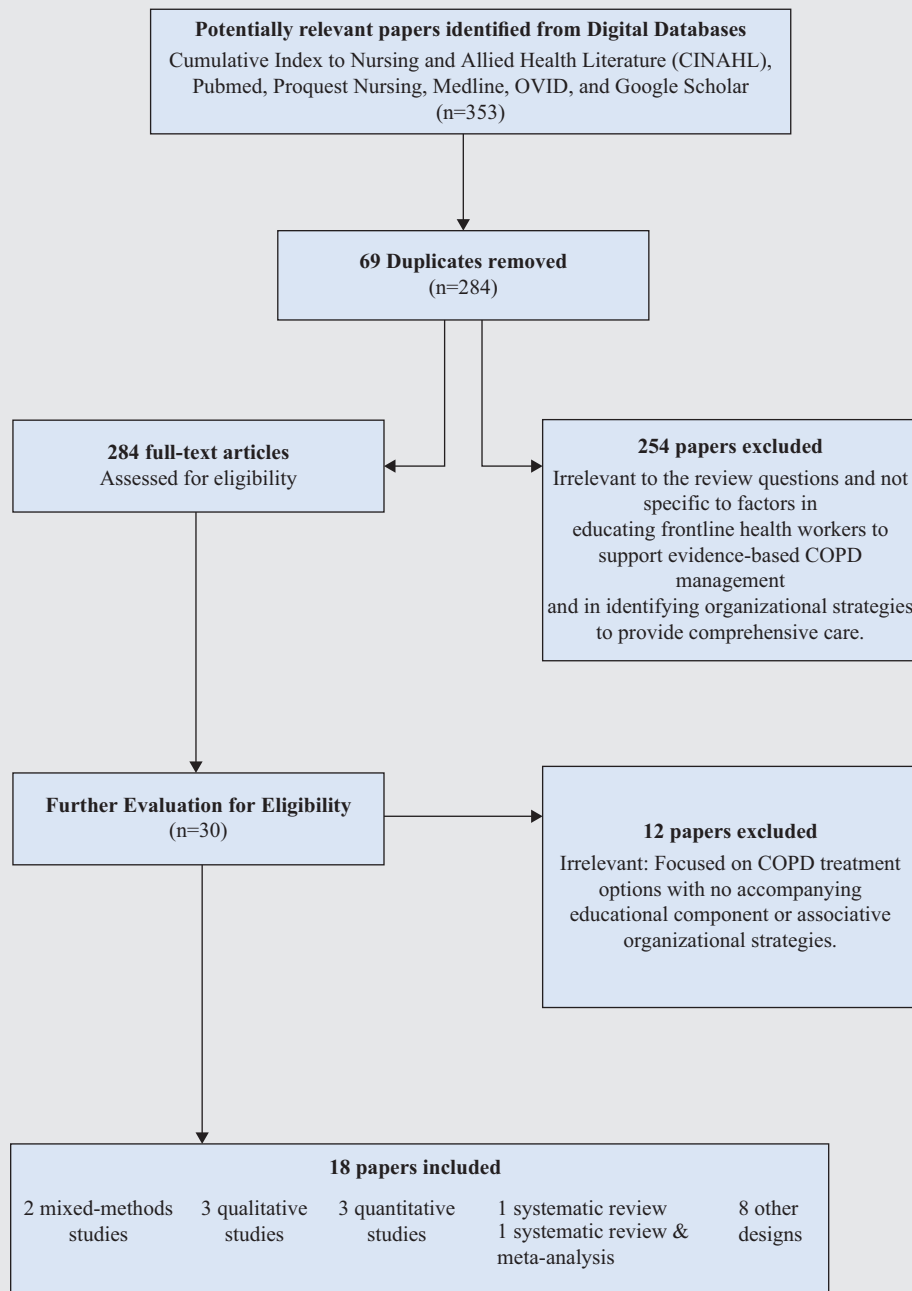 Potentially relevant papers identified from Digital Databases
Cumulative Index to Nursing and Allied Health Literature (CINAHL),
Pubmed, Proquest Nursing, Medline, OVID, and Google Scholar
(n=353)
69 Duplicates removed
(n=284)
284 full-text articles
Assessed for eligibility
254 papers excluded
Irrelevant to the review questions and not
specific to factors in
educating frontline health workers to
support evidence-based COPD
management
and in identifying organizational strategies
to provide comprehensive care.
Further Evaluation for Eligibility
(n=30)
12 papers excluded
Irrelevant: Focused on COPD treatment
options with no accompanying
educational component or associative
organizational strategies.
18 papers included
2 mixed-methods
studies
3 qualitative
studies
3 quantitative
studies
1 systematic review
1 systematic review &
meta-analysis
8 other
designs